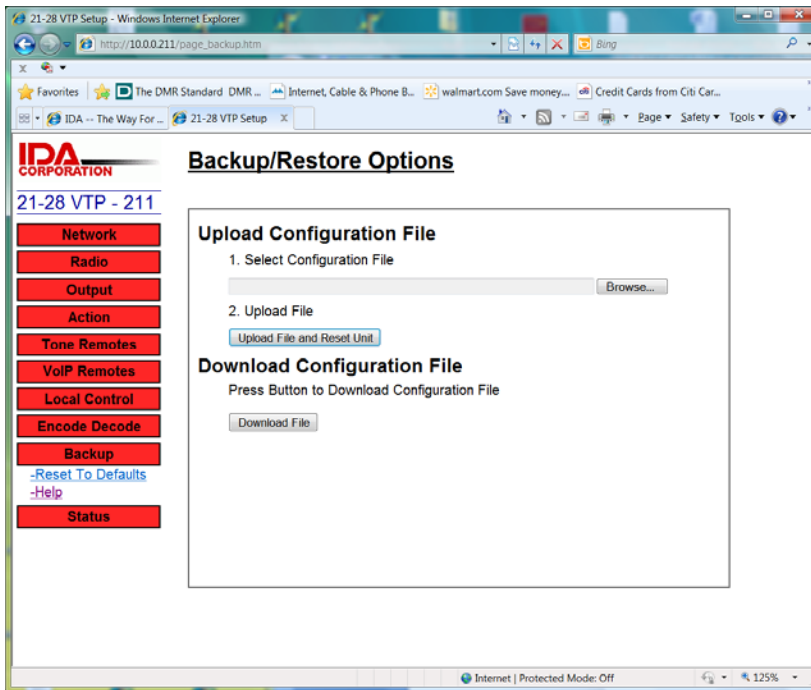 21-28 VTP Setup - Windows Internet Explorer
http://10.0.0.211/page_backup.htm
Bing
x
Favorites The DMR Standard DMR ... Internet, Cable & Phone B... walmart.com Save money,... Credit Cards from Citi Car...
IDA -- The Way For ... 21-28 VTP Setup X
Page Safety Tools
IDA
CORPORATION
21-28 VTP - 211
Network
Radio
Output
Action
Tone Remotes
VoIP Remotes
Local Control
Encode Decode
Backup
-Reset To Defaults
-Help
Status
Backup/Restore Options
Upload Configuration File
1. Select Configuration File
Browse...
2. Upload File
Upload File and Reset Unit
Download Configuration File
Press Button to Download Configuration File
Download File
Internet | Protected Mode: Off
125%